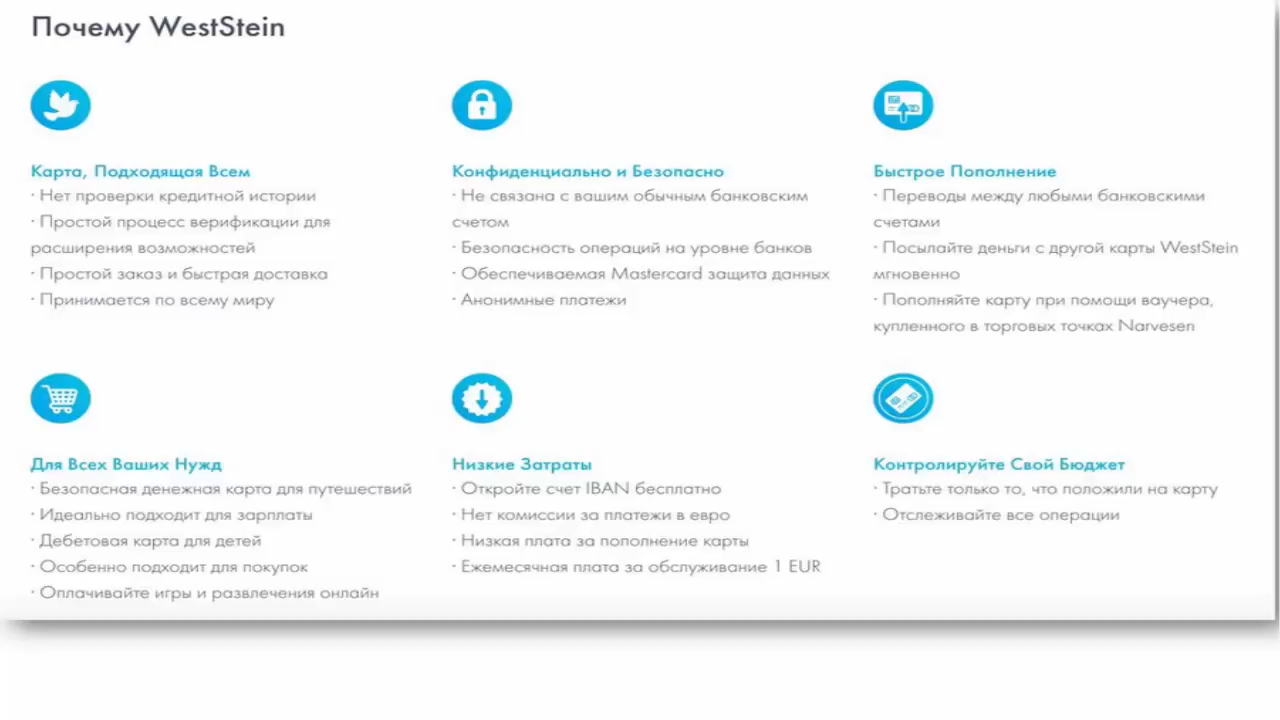 Почему WestStein
Карта, Подходящая Всем
· Нет проверки кредитной истории
· Простой процесс верификации для
расширения возможностей
· Простой заказ и быстрая доставка
· Принимается по всему миру
Конфиденциально и Безопасно
· Не связана с вашим обычным банковским
счетом
· Безопасность операций на уровне банков
· Обеспечиваемая Mastercard защита данных
· Анонимные платежи
Быстрое Пополнение
· Переводы между любыми банковскими
счетами
· Посылайте деньги с другой карты WestStein
мгновенно
· Пополняйте карту при помощи ваучера,
купленного в торговых точках Narvesen
Для Всех Ваших Нужд
· Безопасная денежная карта для путешествий
· Идеально подходит для зарплаты
· Дебетовая карта для детей
· Особенно подходит для покупок
· Оплачивайте игры и развлечения онлайн
Низкие Затраты
· Откройте счет IBAN бесплатно
· Нет комиссии за платежи в евро
· Низкая плата за пополнение карты
· Ежемесячная плата за обслуживание 1 EUR
Контролируйте Свой Бюджет
· Тратьте только то, что положили на карту
· Отслеживайте все операции